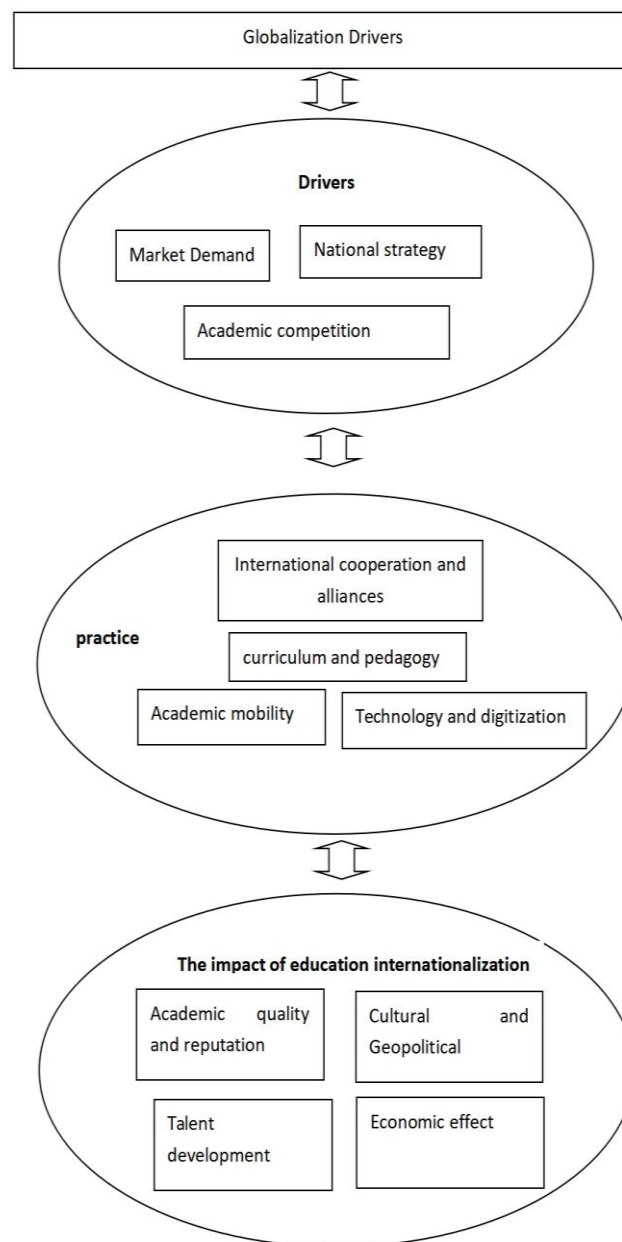 Globalization Drivers
Drivers
Market Demand
National strategy
Academic competition
International cooperation and
alliances
practice
curriculum and pedagogy
Academic mobility
Technology and digitization
The impact of education internationalization
Academic quality
and reputation
Cultural and
Geopolitical
Talent
development
Economic effect